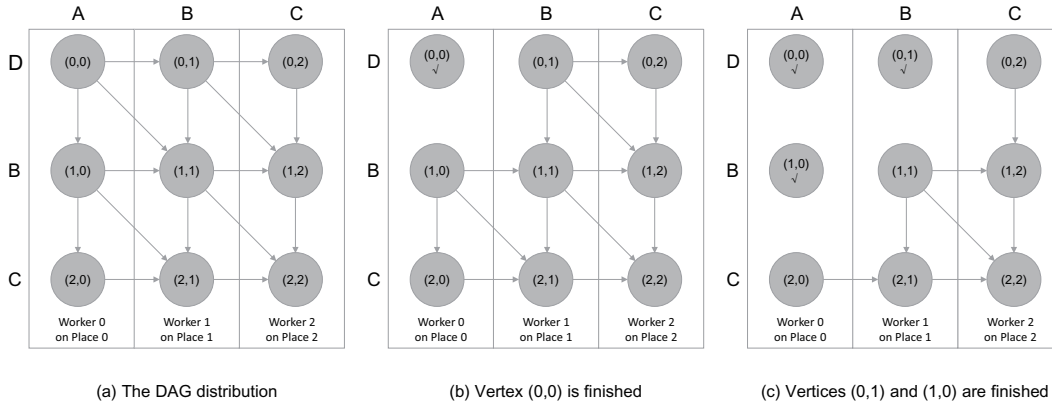 A B C
D (0,0) (0,1) (0,2)
B (1,0) (1,1) (1,2)
C (2,0) (2,1) (2,2)
Worker 0 Worker 1 Worker 2
on Place 0 on Place 1 on Place 2
(a) The DAG distribution
A B C
D (0,0) √ (0,1) (0,2)
B (1,0) (1,1) (1,2)
C (2,0) (2,1) (2,2)
Worker 0 Worker 1 Worker 2
on Place 0 on Place 1 on Place 2
(b) Vertex (0,0) is finished
A B C
D (0,0) √ (0,1) √ (0,2)
B (1,0) √ (1,1) (1,2)
C (2,0) (2,1) (2,2)
Worker 0 Worker 1 Worker 2
on Place 0 on Place 1 on Place 2
(c) Vertices (0,1) and (1,0) are finished